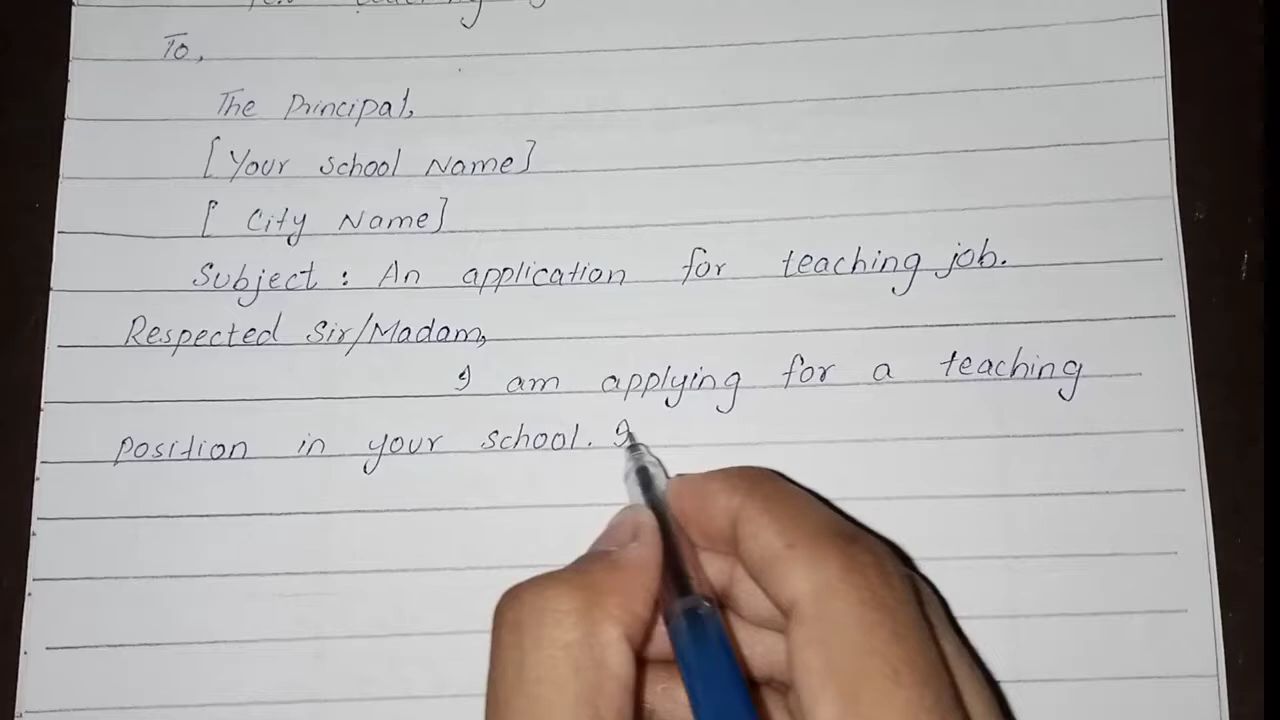 To,
The Principal,
[Your School Name]
[City Name]
Subject : An application for teaching job.
Respected Sir/Madam,
I am applying for a teaching
position in your school. I